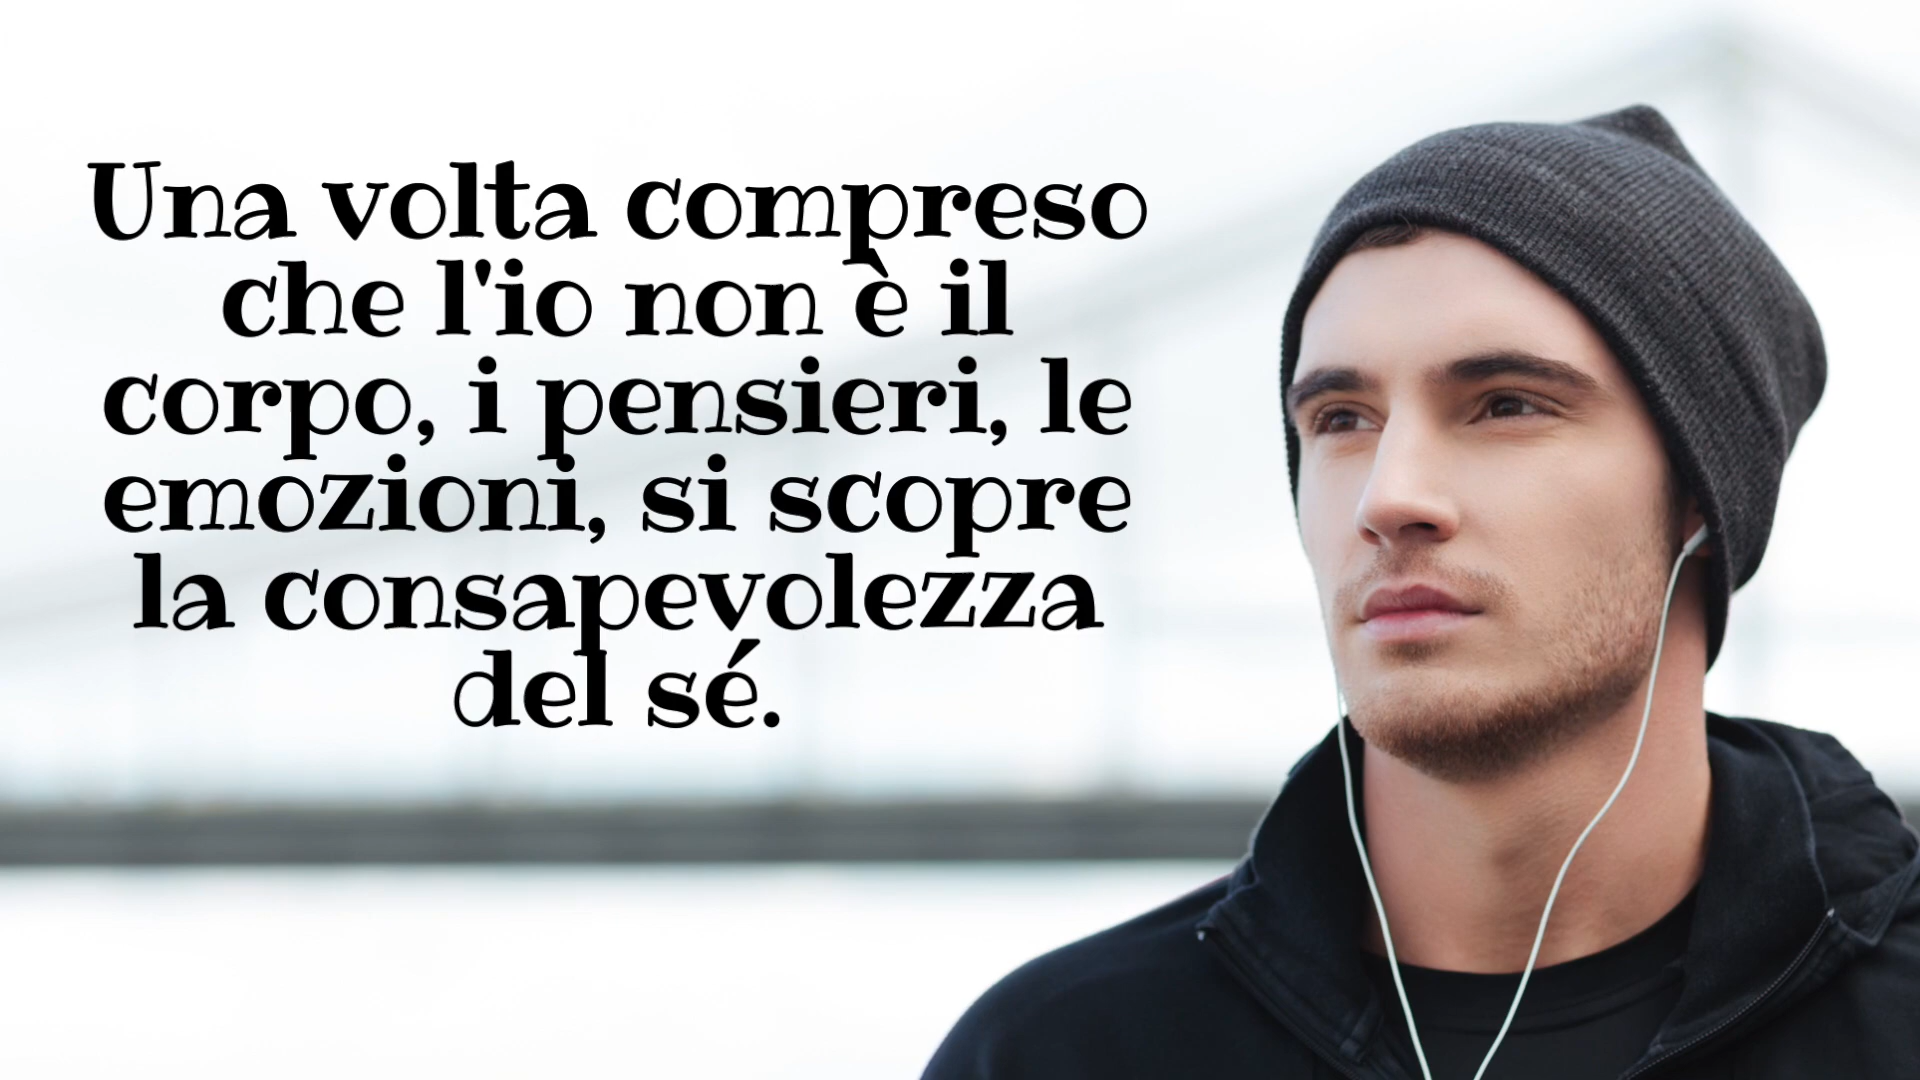 Una volta compreso
che l'io non è il
corpo, i pensieri, le
emozioni, si scopre
la consapevolezza
del sé.